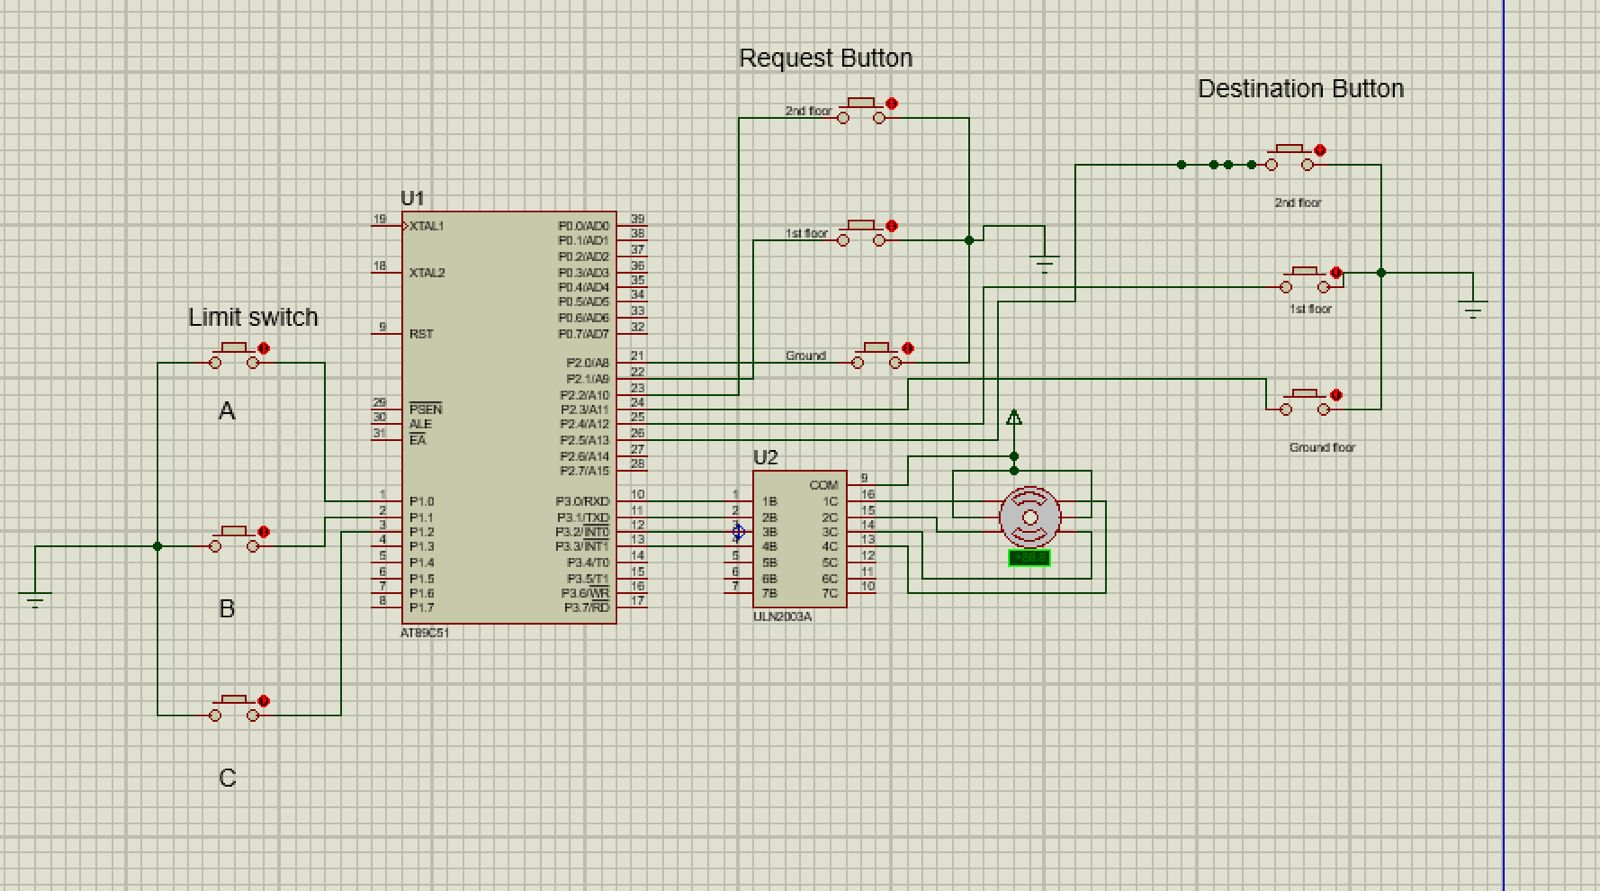 Request Button
Destination Button
2nd floor
2nd floor
U1
19 XTAL1 P0.0/AD0 39
P0.1/AD1 38
P0.2/AD2 37
18 XTAL2 P0.3/AD3 36
P0.4/AD4 35
P0.5/AD5 34
P0.6/AD6 33
9 RST P0.7/AD7 32
P2.0/A8 21
P2.1/A9 22
P2.2/A10 23
29 PSEN P2.3/A11 24
30 ALE P2.4/A12 25
31 EA P2.5/A13 26
P2.6/A14 27
P2.7/A15 28
1 P1.0 P3.0/RXD 10
2 P1.1 P3.1/TXD 11
3 P1.2 P3.2/INT0 12
4 P1.3 P3.3/INT1 13
5 P1.4 P3.4/T0 14
6 P1.5 P3.5/T1 15
7 P1.6 P3.6/WR 16
8 P1.7 P3.7/RD 17
AT89C51
1st floor
1st floor
Limit switch
A
B
C
Ground
Ground floor
U2
COM 9
1 1B 1C 16
2 2B 2C 15
3B 3C 14
4B 4C 13
5 5B 5C 12
6 6B 6C 11
7 7B 7C 10
ULN2003A